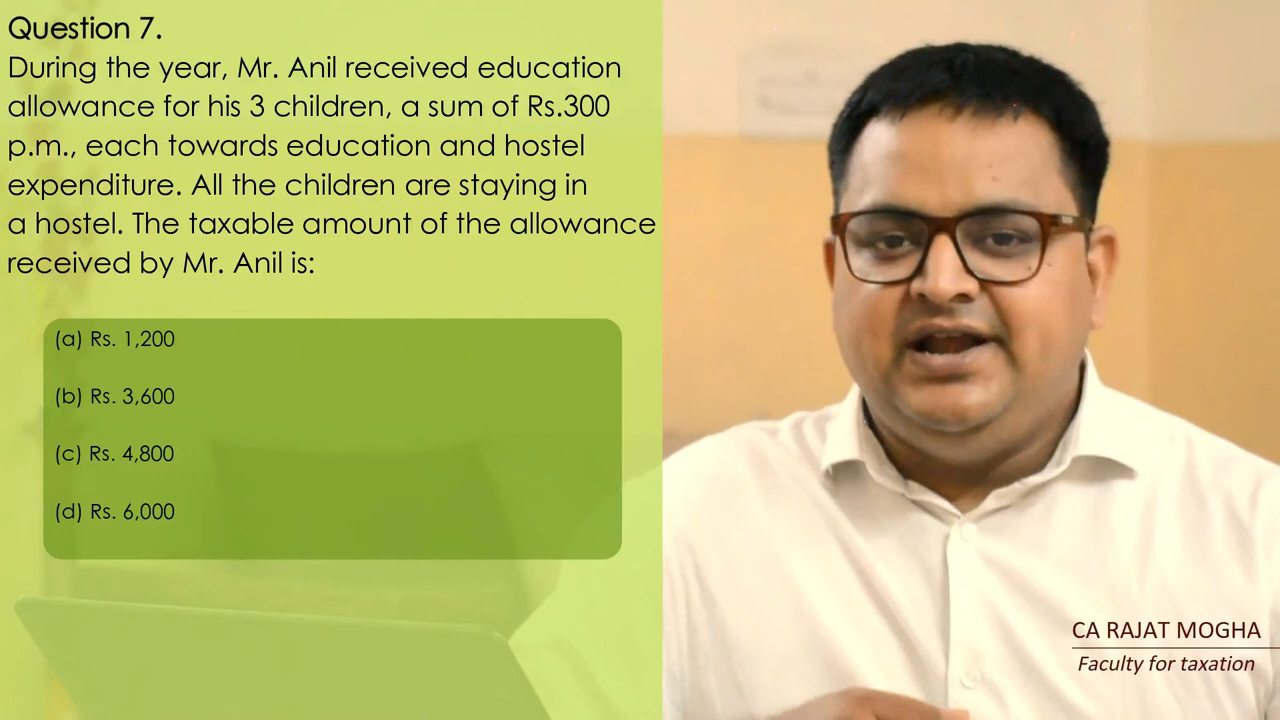 Question 7.
During the year, Mr. Anil received education
allowance for his 3 children, a sum of Rs.300
p.m., each towards education and hostel
expenditure. All the children are staying in
a hostel. The taxable amount of the allowance
received by Mr. Anil is:
(a) Rs. 1,200
(b) Rs. 3,600
(c) Rs. 4,800
(d) Rs. 6,000
CA RAJAT MOGHA
Faculty for taxation